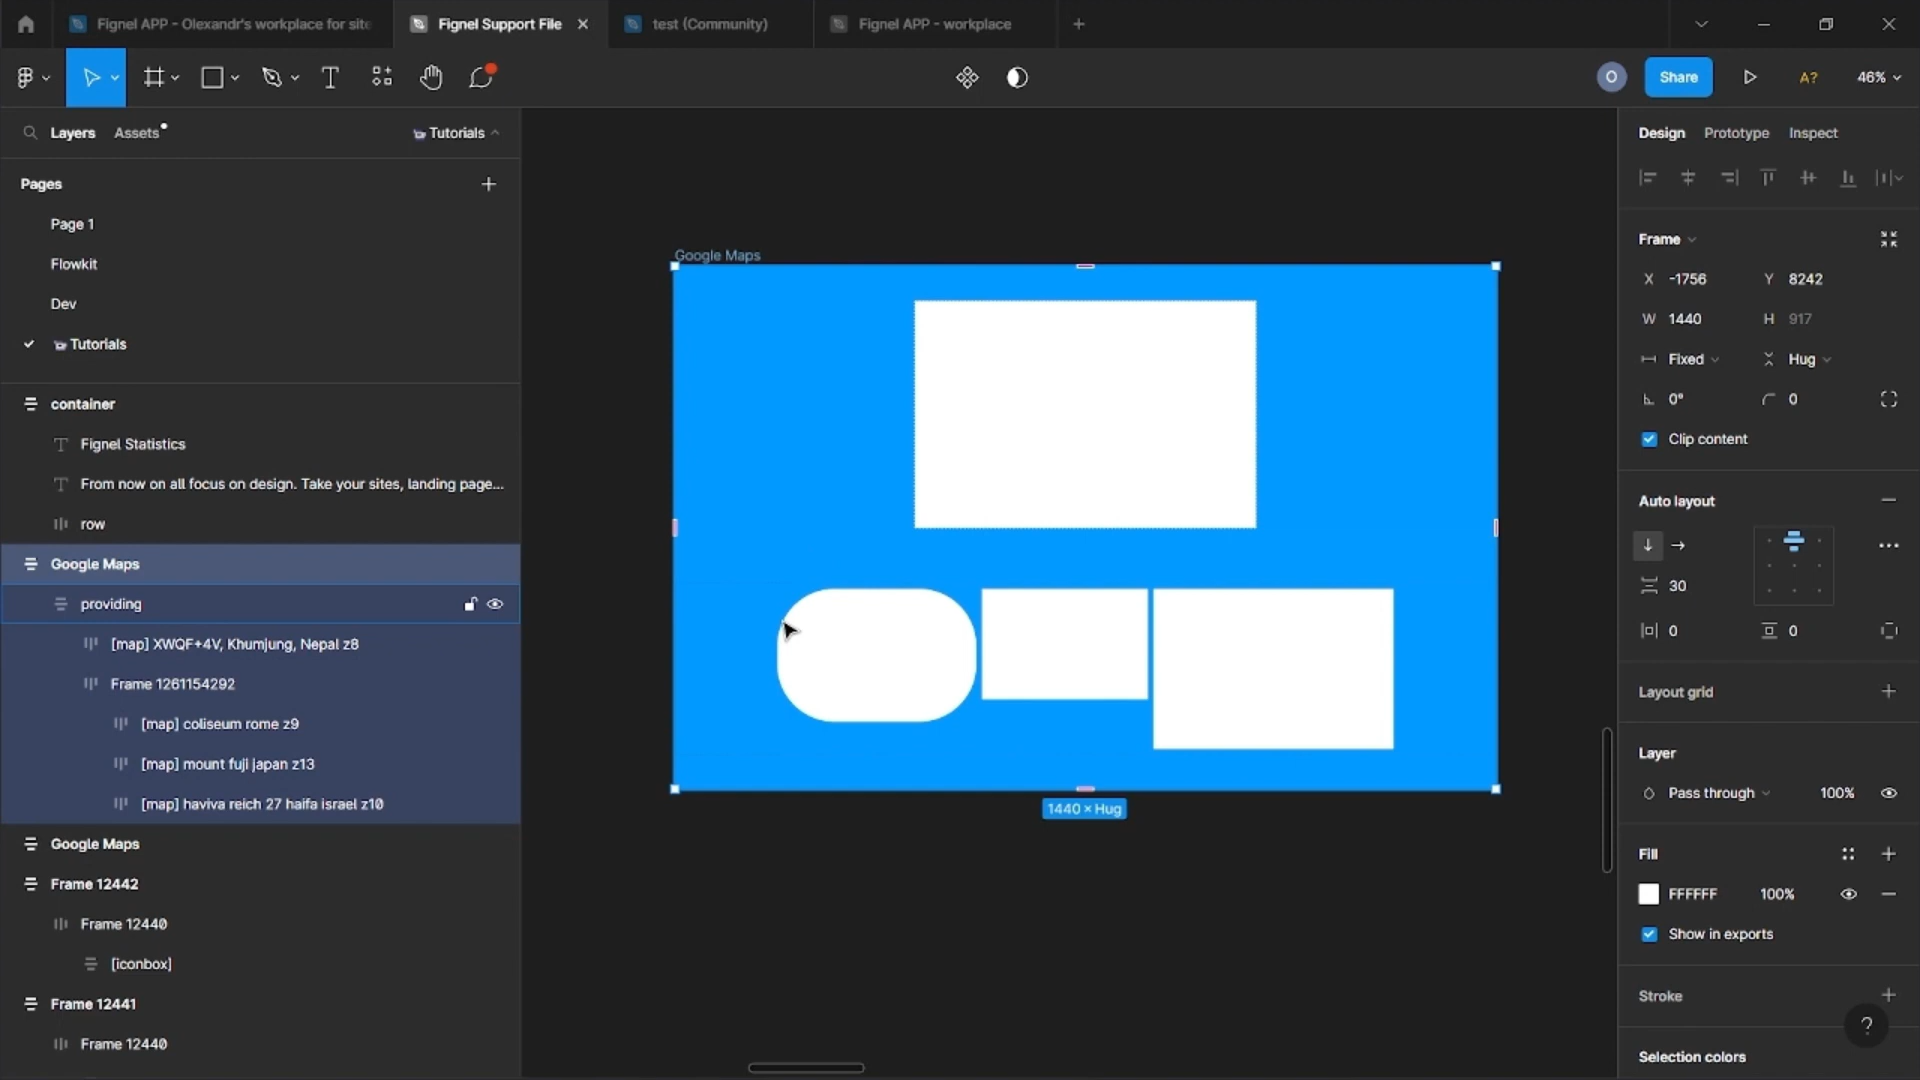 Fignel APP - Olexandr's workplace for site
Fignel Support File
test (Community)
Fignel APP - workplace
O
Share
A?
46%
Layers
Assets
Tutorials
Pages
Page 1
Flowkit
Dev
Tutorials
container
Fignel Statistics
From now on all focus on design. Take your sites, landing page...
row
Google Maps
providing
[map] XWQF+4V, Khumjung, Nepal z8
Frame 1261154292
[map] coliseum rome z9
[map] mount fuji japan z13
[map] haviva reich 27 haifa israel z10
Google Maps
Frame 12442
Frame 12440
[iconbox]
Frame 12441
Frame 12440
Google Maps
1440 × Hug
Design
Prototype
Inspect
Frame
X -1756
Y 8242
W 1440
H 917
Fixed
Hug
0°
0
Clip content
Auto layout
30
0
0
Layout grid
Layer
Pass through
100%
Fill
FFFFFF
100%
Show in exports
Stroke
?
Selection colors